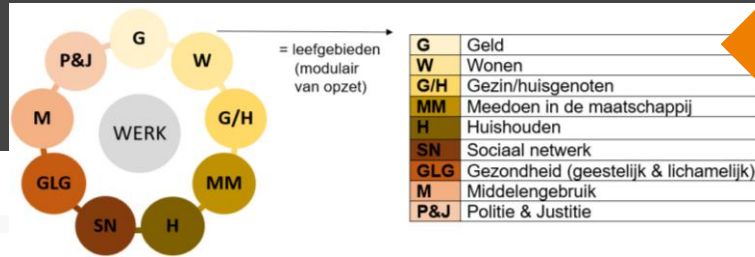 G
W
G/H
MM
H
SN
GLG
M
P&J
WERK
= leefgebieden
(modulair
van opzet)
G Geld
W Wonen
G/H Gezin/huisgenoten
MM Meedoen in de maatschappij
H Huishouden
SN Sociaal netwerk
GLG Gezondheid (geestelijk & lichamelijk)
M Middelengebruik
P&J Politie & Justitie